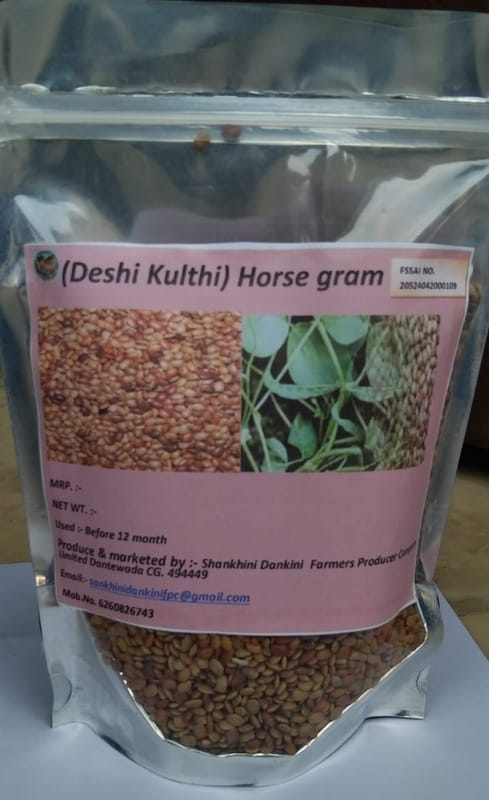 (Deshi Kulthi) Horse gram
FSSAI NO.
20524042000109
MRP. :-
NET WT. :-
Used :- Before 12 month
Produce & marketed by :- Shankhini Dankini Farmers Producer Company
Limited Dantewada CG. 494449
Email:- sankhinidankinifpc@gmail.com
Mob.No. 6260826743